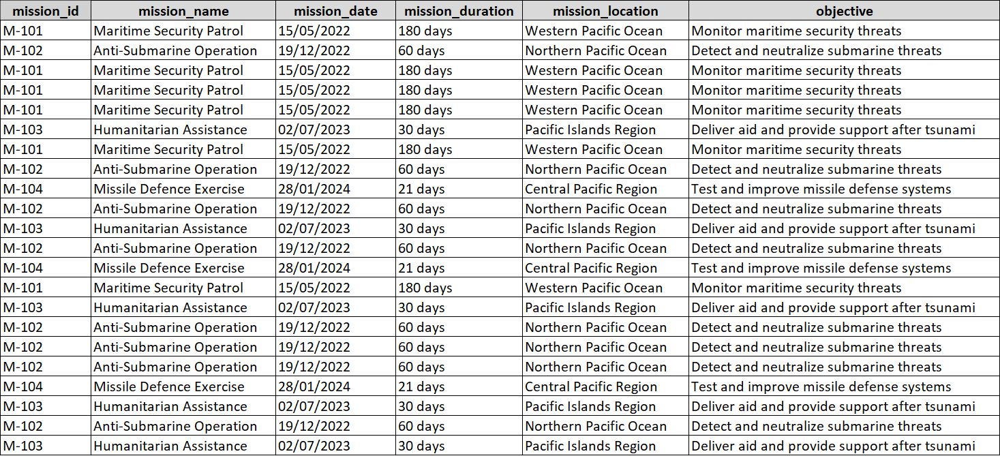 mission_id mission_name mission_date mission_duration mission_location objective
M-101 Maritime Security Patrol 15/05/2022 180 days Western Pacific Ocean Monitor maritime security threats
M-102 Anti-Submarine Operation 19/12/2022 60 days Northern Pacific Ocean Detect and neutralize submarine threats
M-101 Maritime Security Patrol 15/05/2022 180 days Western Pacific Ocean Monitor maritime security threats
M-101 Maritime Security Patrol 15/05/2022 180 days Western Pacific Ocean Monitor maritime security threats
M-101 Maritime Security Patrol 15/05/2022 180 days Western Pacific Ocean Monitor maritime security threats
M-103 Humanitarian Assistance 02/07/2023 30 days Pacific Islands Region Deliver aid and provide support after tsunami
M-101 Maritime Security Patrol 15/05/2022 180 days Western Pacific Ocean Monitor maritime security threats
M-102 Anti-Submarine Operation 19/12/2022 60 days Northern Pacific Ocean Detect and neutralize submarine threats
M-104 Missile Defence Exercise 28/01/2024 21 days Central Pacific Region Test and improve missile defense systems
M-102 Anti-Submarine Operation 19/12/2022 60 days Northern Pacific Ocean Detect and neutralize submarine threats
M-103 Humanitarian Assistance 02/07/2023 30 days Pacific Islands Region Deliver aid and provide support after tsunami
M-102 Anti-Submarine Operation 19/12/2022 60 days Northern Pacific Ocean Detect and neutralize submarine threats
M-104 Missile Defence Exercise 28/01/2024 21 days Central Pacific Region Test and improve missile defense systems
M-101 Maritime Security Patrol 15/05/2022 180 days Western Pacific Ocean Monitor maritime security threats
M-103 Humanitarian Assistance 02/07/2023 30 days Pacific Islands Region Deliver aid and provide support after tsunami
M-102 Anti-Submarine Operation 19/12/2022 60 days Northern Pacific Ocean Detect and neutralize submarine threats
M-102 Anti-Submarine Operation 19/12/2022 60 days Northern Pacific Ocean Detect and neutralize submarine threats
M-102 Anti-Submarine Operation 19/12/2022 60 days Northern Pacific Ocean Detect and neutralize submarine threats
M-104 Missile Defence Exercise 28/01/2024 21 days Central Pacific Region Test and improve missile defense systems
M-103 Humanitarian Assistance 02/07/2023 30 days Pacific Islands Region Deliver aid and provide support after tsunami
M-102 Anti-Submarine Operation 19/12/2022 60 days Northern Pacific Ocean Detect and neutralize submarine threats
M-103 Humanitarian Assistance 02/07/2023 30 days Pacific Islands Region Deliver aid and provide support after tsunami